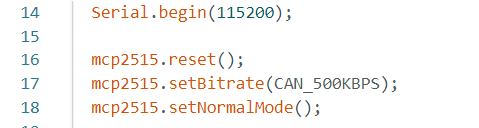 14 Serial.begin(115200);
15
16 mcp2515.reset();
17 mcp2515.setBitrate(CAN_500KBPS);
18 mcp2515.setNormalMode();